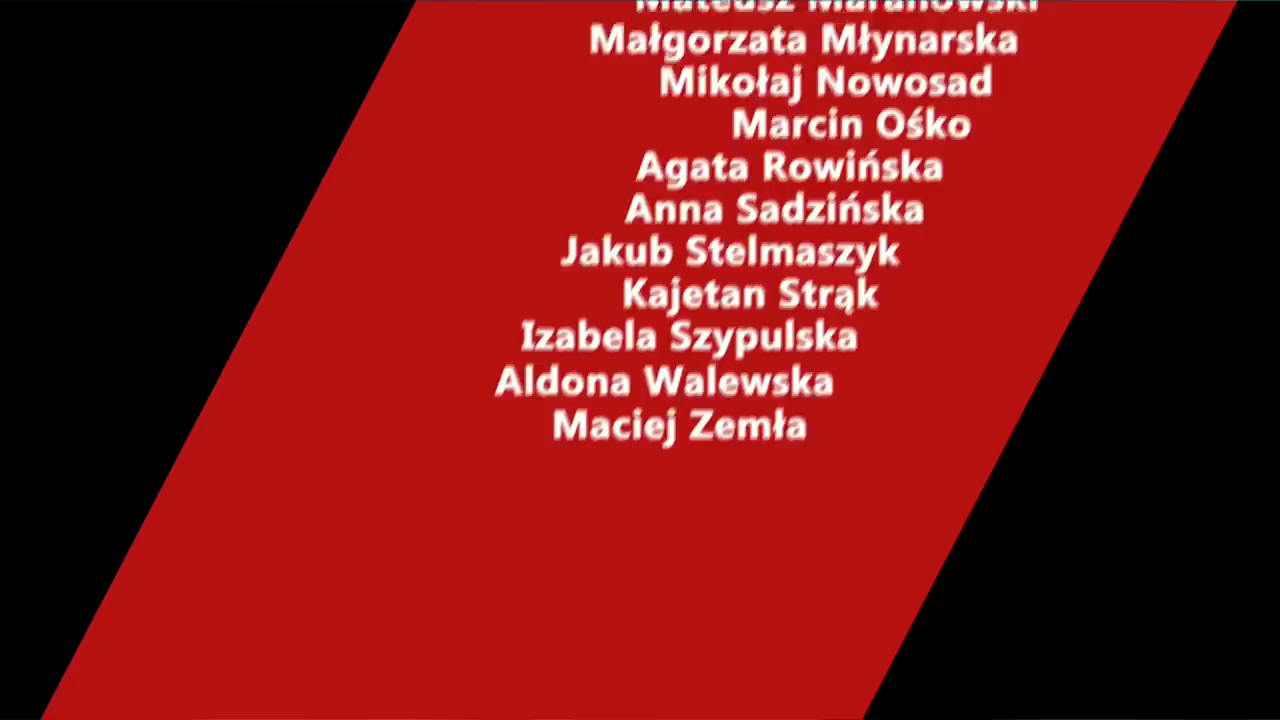 Mateusz
Małgorzata Młynarska
Mikołaj Nowosad
Marcin Ośko
Agata Rowińska
Anna Sadzińska
Jakub Stelmaszyk
Kajetan Strąk
Izabela Szypulska
Aldona Walewska
Maciej Zemła